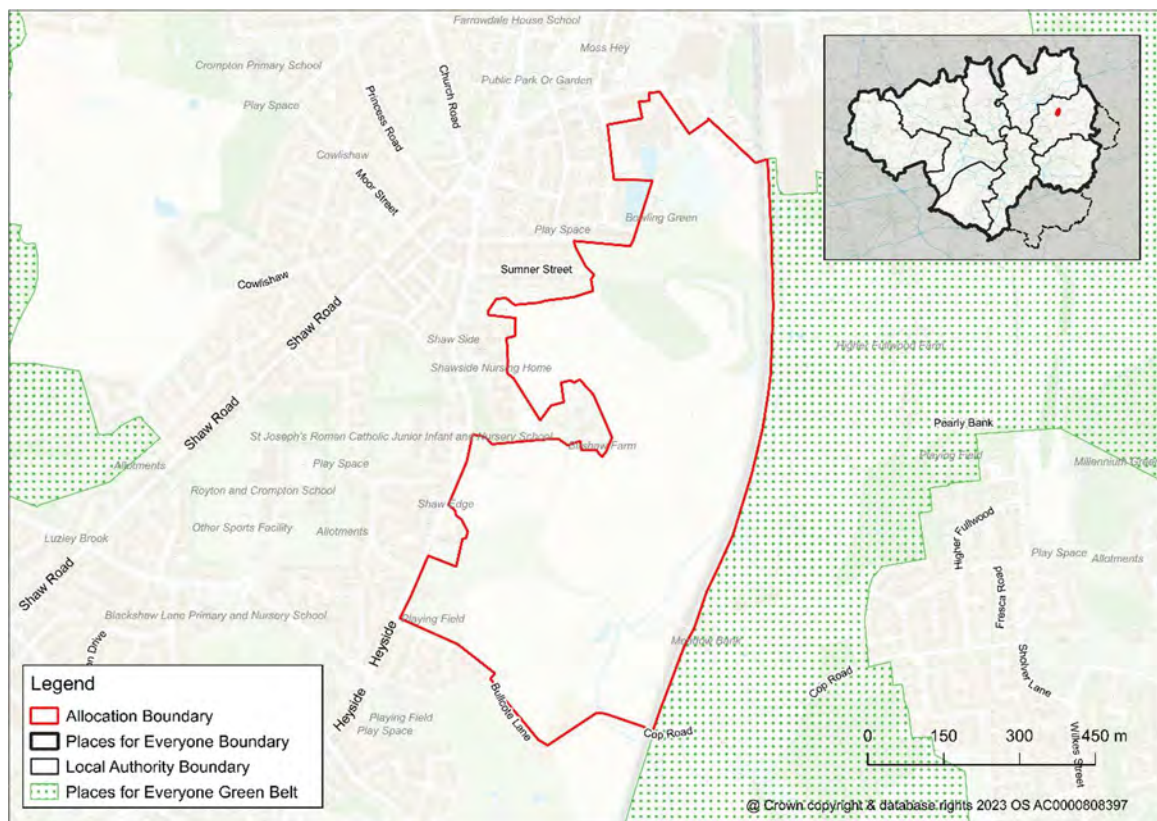 Farrowdale House School
Moss Hey
Crompton Primary School
Public Park Or Garden
Church Road
Play Space
Princess Road
Cowlishaw
Moor Street
Bowling Green
Play Space
Sumner Street
Cowlishaw
Shaw Road
Shaw Side
Higher Fullwood Farm
Shawside Nursing Home
Shaw Road
Pearly Bank
St Joseph's Roman Catholic Junior Infant and Nursery School
Playing Field
Millennium Green
Allotments
Play Space
Royton and Crompton School
Shaw Edge
Other Sports Facility
Allotments
Luzley Brook
Higher Fullwood
Play Space
Allotments
Shaw Road
Fresca Road
Blackshaw Lane Primary and Nursery School
Playing Field
Heyside
Meadow Bank
Sholver Lane
on Drive
Cop Road
Bullcote Lane
Heyside
Playing Field
Play Space
Cop Road
Wilkes Street
Legend
Allocation Boundary
Places for Everyone Boundary
Local Authority Boundary
Places for Everyone Green Belt
0 150 300 450 m
@ Crown copyright & database rights 2023 OS AC0000808397